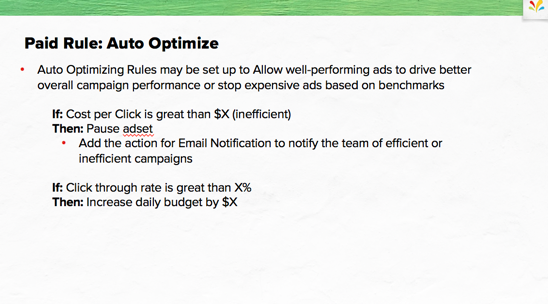 Paid Rule: Auto Optimize
• Auto Optimizing Rules may be set up to Allow well-performing ads to drive better
overall campaign performance or stop expensive ads based on benchmarks
If: Cost per Click is great than $X (inefficient)
Then: Pause adset
• Add the action for Email Notification to notify the team of efficient or
inefficient campaigns
If: Click through rate is great than X%
Then: Increase daily budget by $X